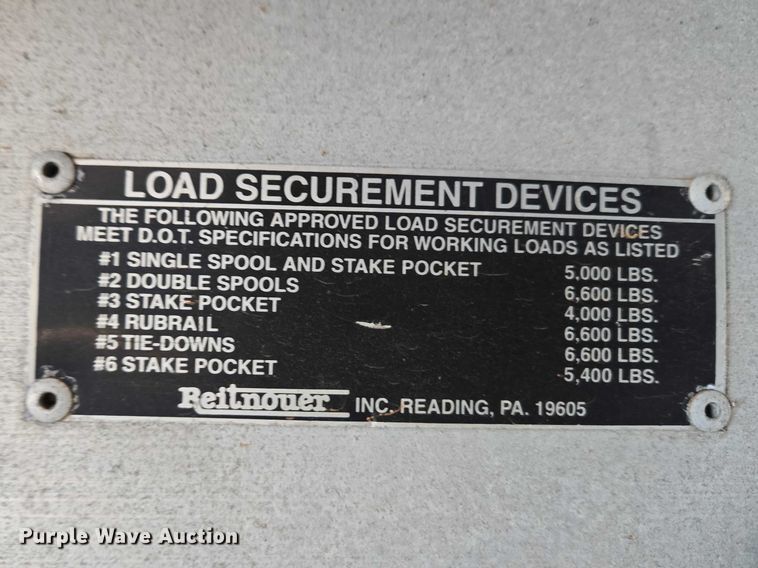 LOAD SECUREMENT DEVICES
THE FOLLOWING APPROVED LOAD SECUREMENT DEVICES
MEET D.O.T. SPECIFICATIONS FOR WORKING LOADS AS LISTED
#1 SINGLE SPOOL AND STAKE POCKET 5,000 LBS.
#2 DOUBLE SPOOLS 6,600 LBS.
#3 STAKE POCKET 4,000 LBS.
#4 RUBRAIL 6,600 LBS.
#5 TIE-DOWNS 6,600 LBS.
#6 STAKE POCKET 5,400 LBS.
Reitnouer INC. READING, PA. 19605
Purple Wave Auction